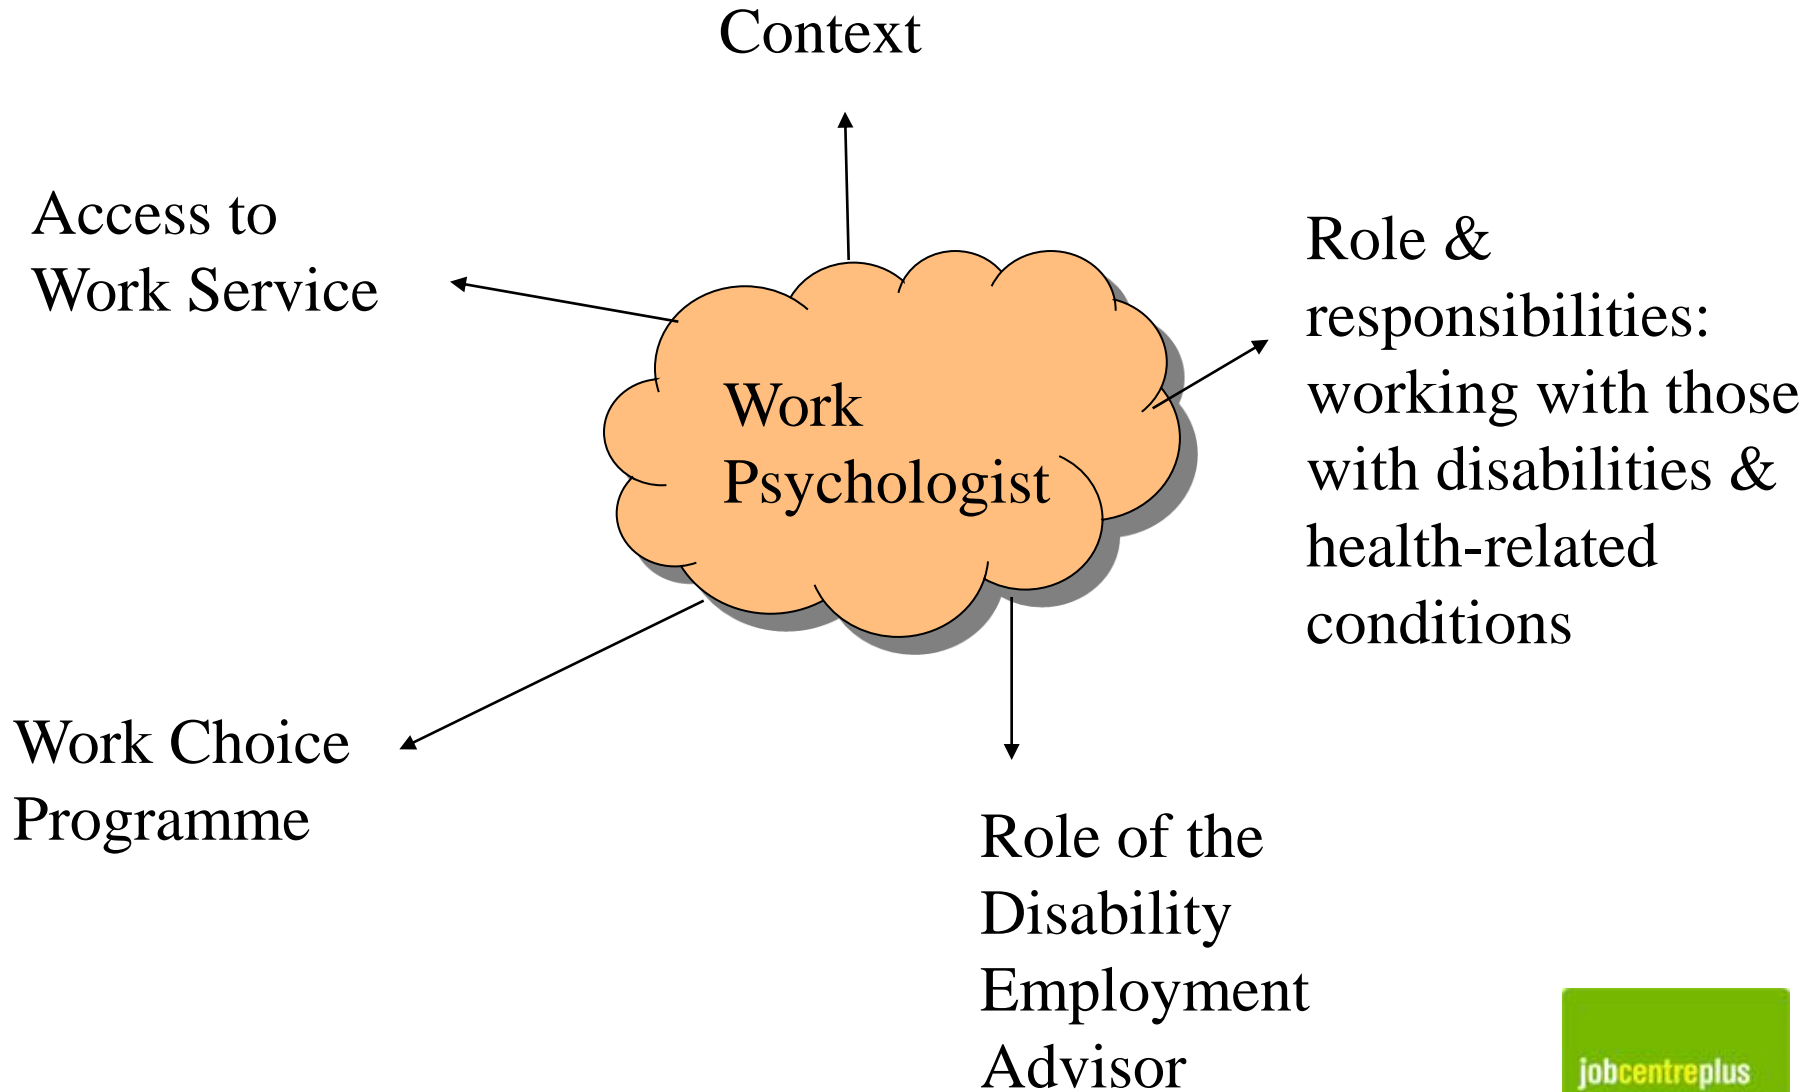 Context
Access to
Work Service
Role &
responsibilities:
working with those
with disabilities &
health-related
conditions
Work
Psychologist
Work Choice
Programme
Role of the
Disability
Employment
Advisor
jobcentreplus